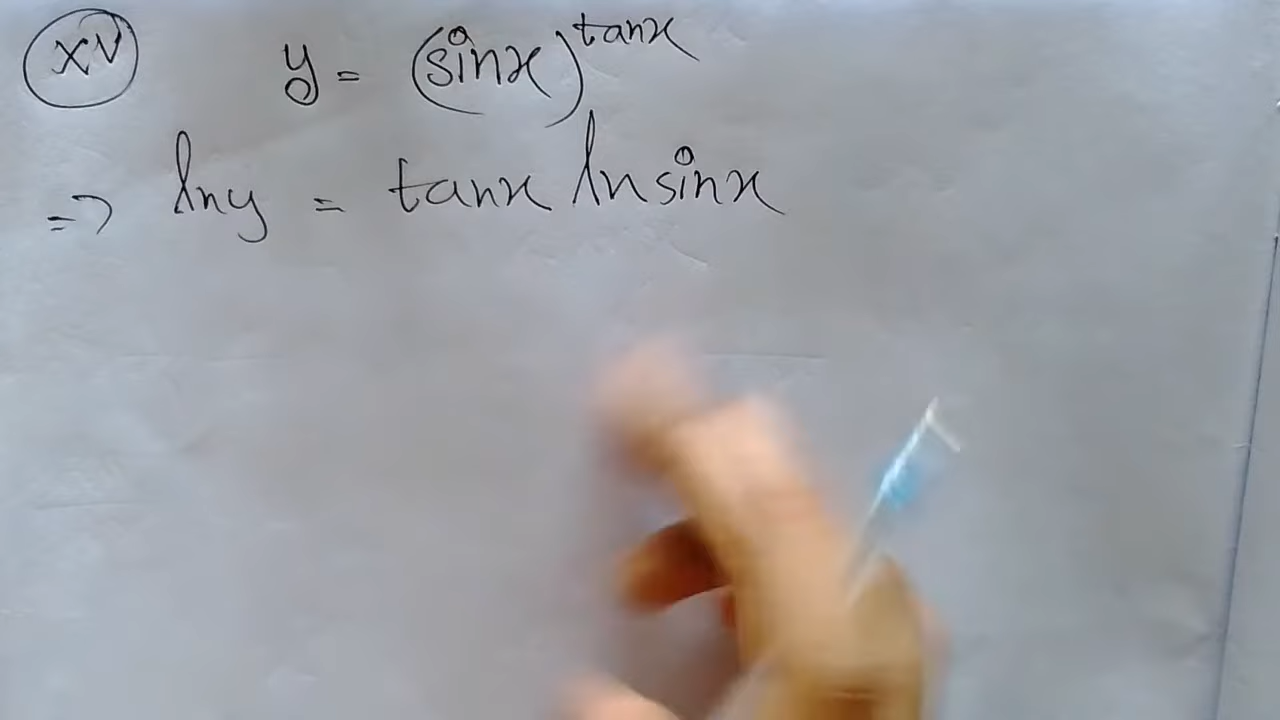 XV y = (sinx)^tanx
=> lny = tanx lnsinx